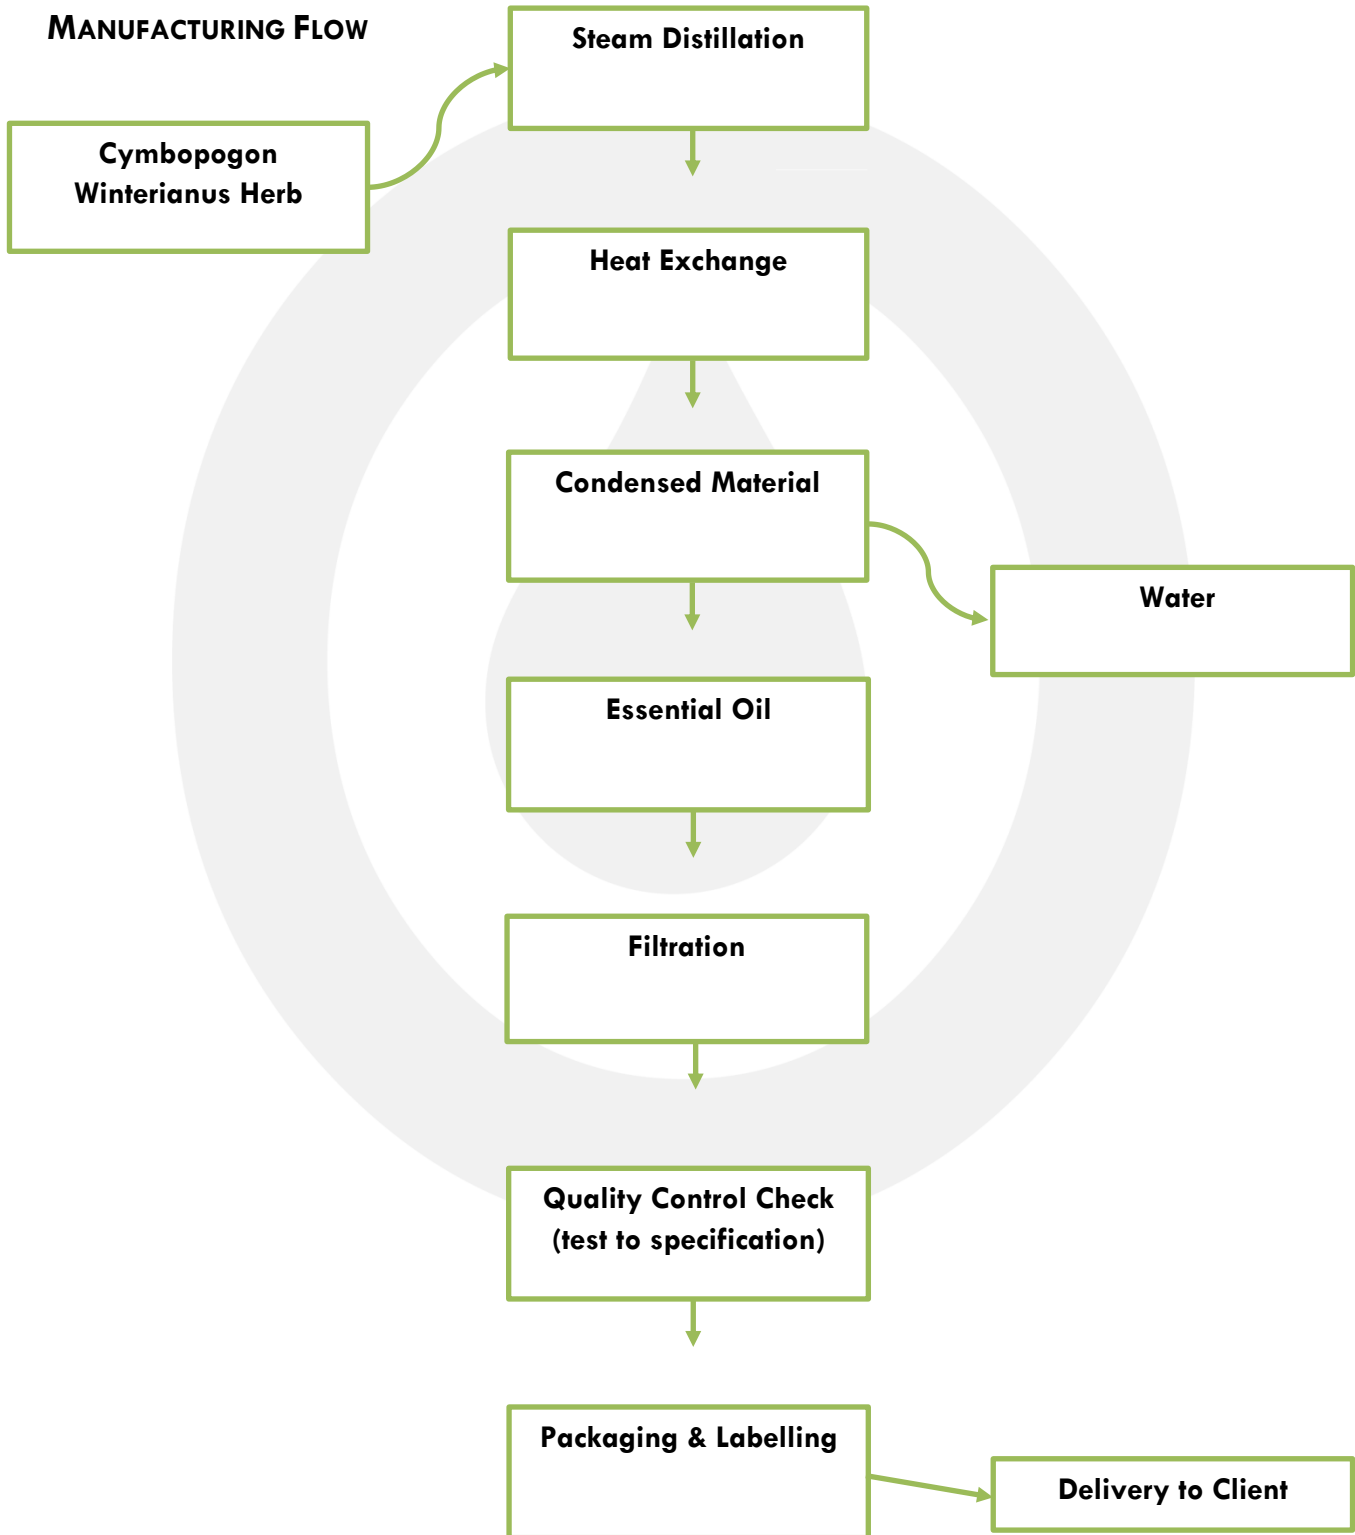 MANUFACTURING FLOW
Steam Distillation
Cymbopogon
Winterianus Herb
Heat Exchange
Condensed Material
Water
Essential Oil
Filtration
Quality Control Check
(test to specification)
Packaging & Labelling
Delivery to Client